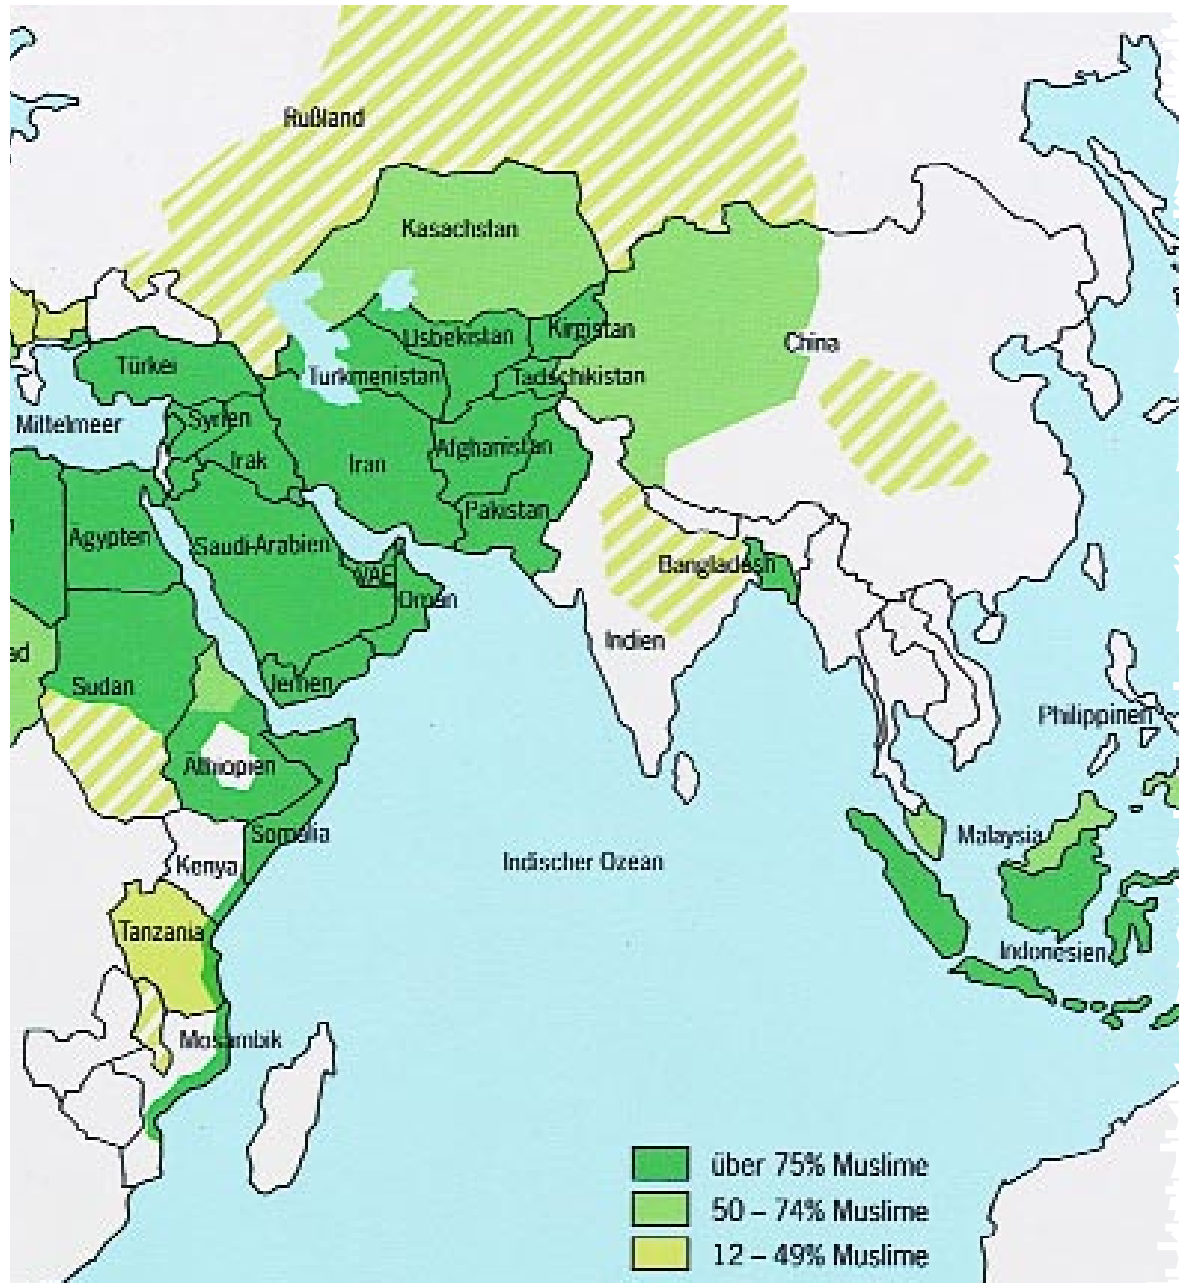 Rußland
Kasachstan
Usbekistan
Kirgistan
China
Türkei
Turkmenistan
Tadschikistan
Mittelmeer
Syrien
Afghanistan
Irak
Iran
Pakistan
Ägypten
Saudi-Arabien
Bangladesh
VAE
Oman
Indien
ad
Sudan
Jemen
Philippinen
Äthiopien
Somalia
Malaysia
Kenya
Indischer Ozean
Tanzania
Indonesien
Mosambik
über 75% Muslime
50 – 74% Muslime
12 – 49% Muslime